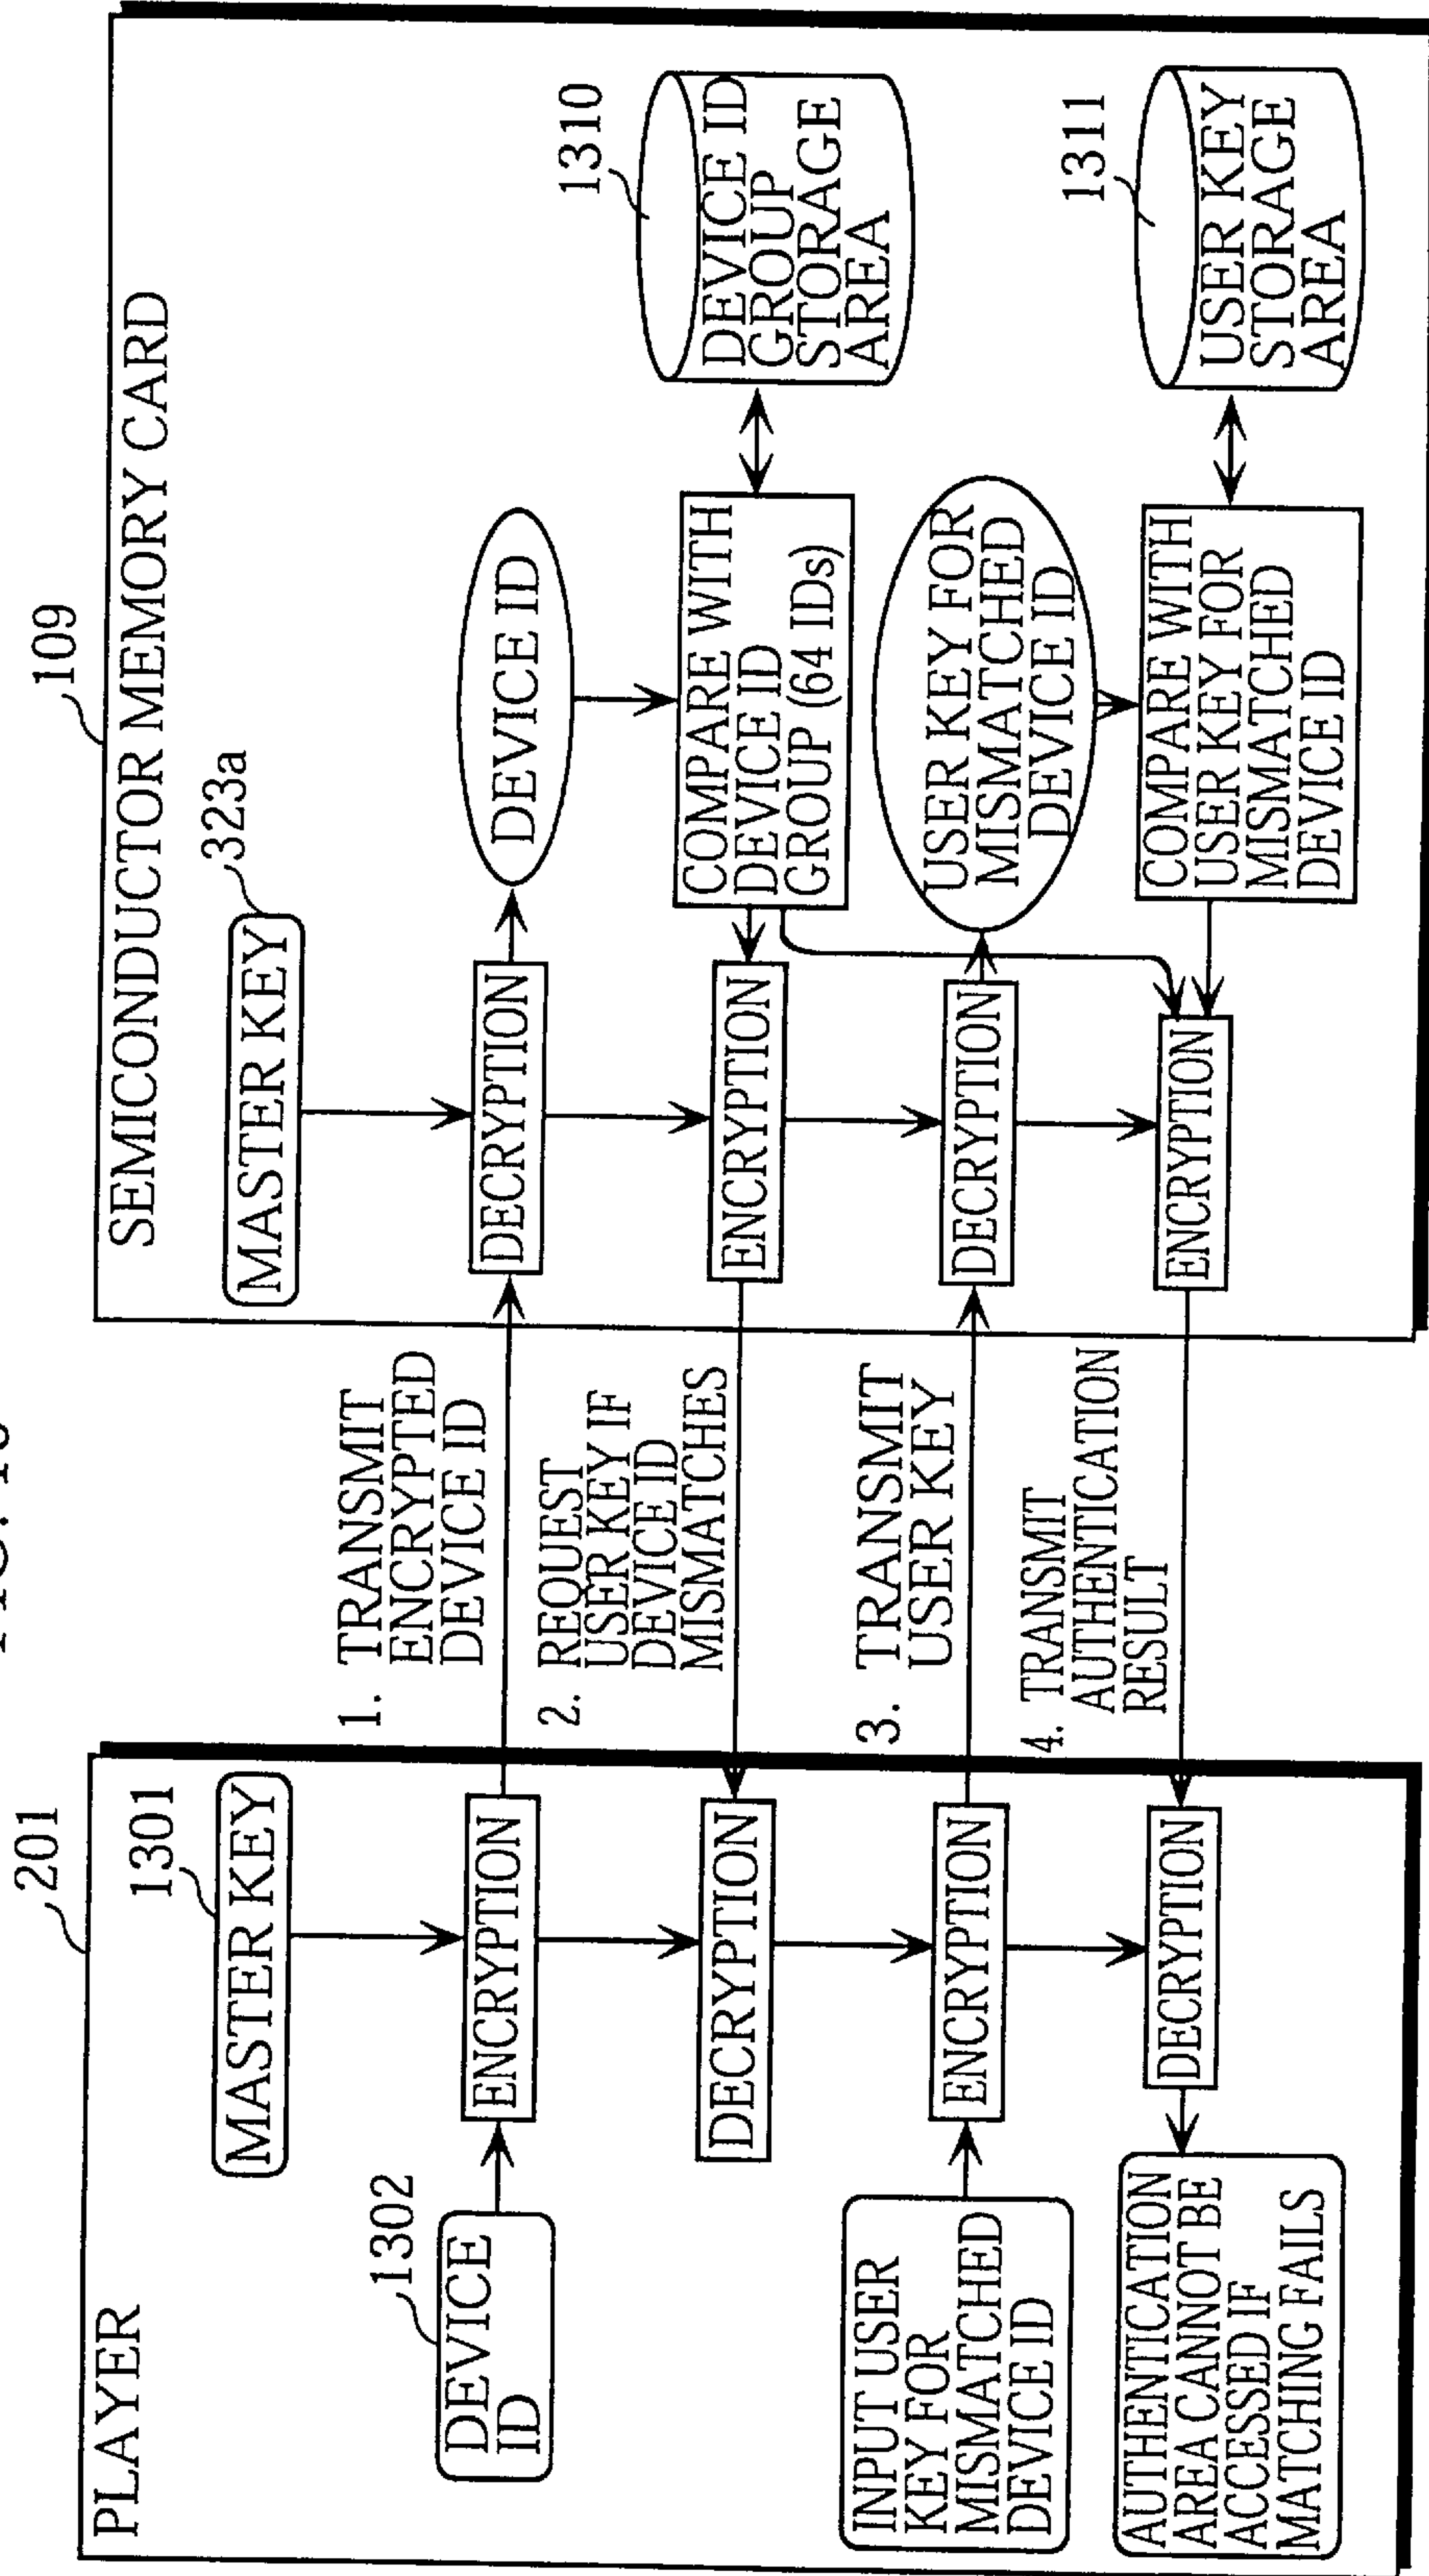 201
PLAYER
1301
MASTER KEY
1302
DEVICE
ID
ENCRYPTION
DECRYPTION
INPUT USER
KEY FOR
MISMATCHED
DEVICE ID
ENCRYPTION
AUTHENTICATION
AREA CANNOT BE
ACCESSED IF
MATCHING FAILS
DECRYPTION
1. TRANSMIT
ENCRYPTED
DEVICE ID
2. REQUEST
USER KEY IF
DEVICE ID
MISMATCHES
3. TRANSMIT
USER KEY
4. TRANSMIT
AUTHENTICATION
RESULT
109
SEMICONDUCTOR MEMORY CARD
323a
MASTER KEY
DECRYPTION
DEVICE ID
ENCRYPTION
COMPARE WITH
DEVICE ID
GROUP (64 IDs)
1310
DEVICE ID
GROUP
STORAGE
AREA
DECRYPTION
USER KEY FOR
MISMATCHED
DEVICE ID
ENCRYPTION
COMPARE WITH
USER KEY FOR
MISMATCHED
DEVICE ID
1311
USER KEY
STORAGE
AREA